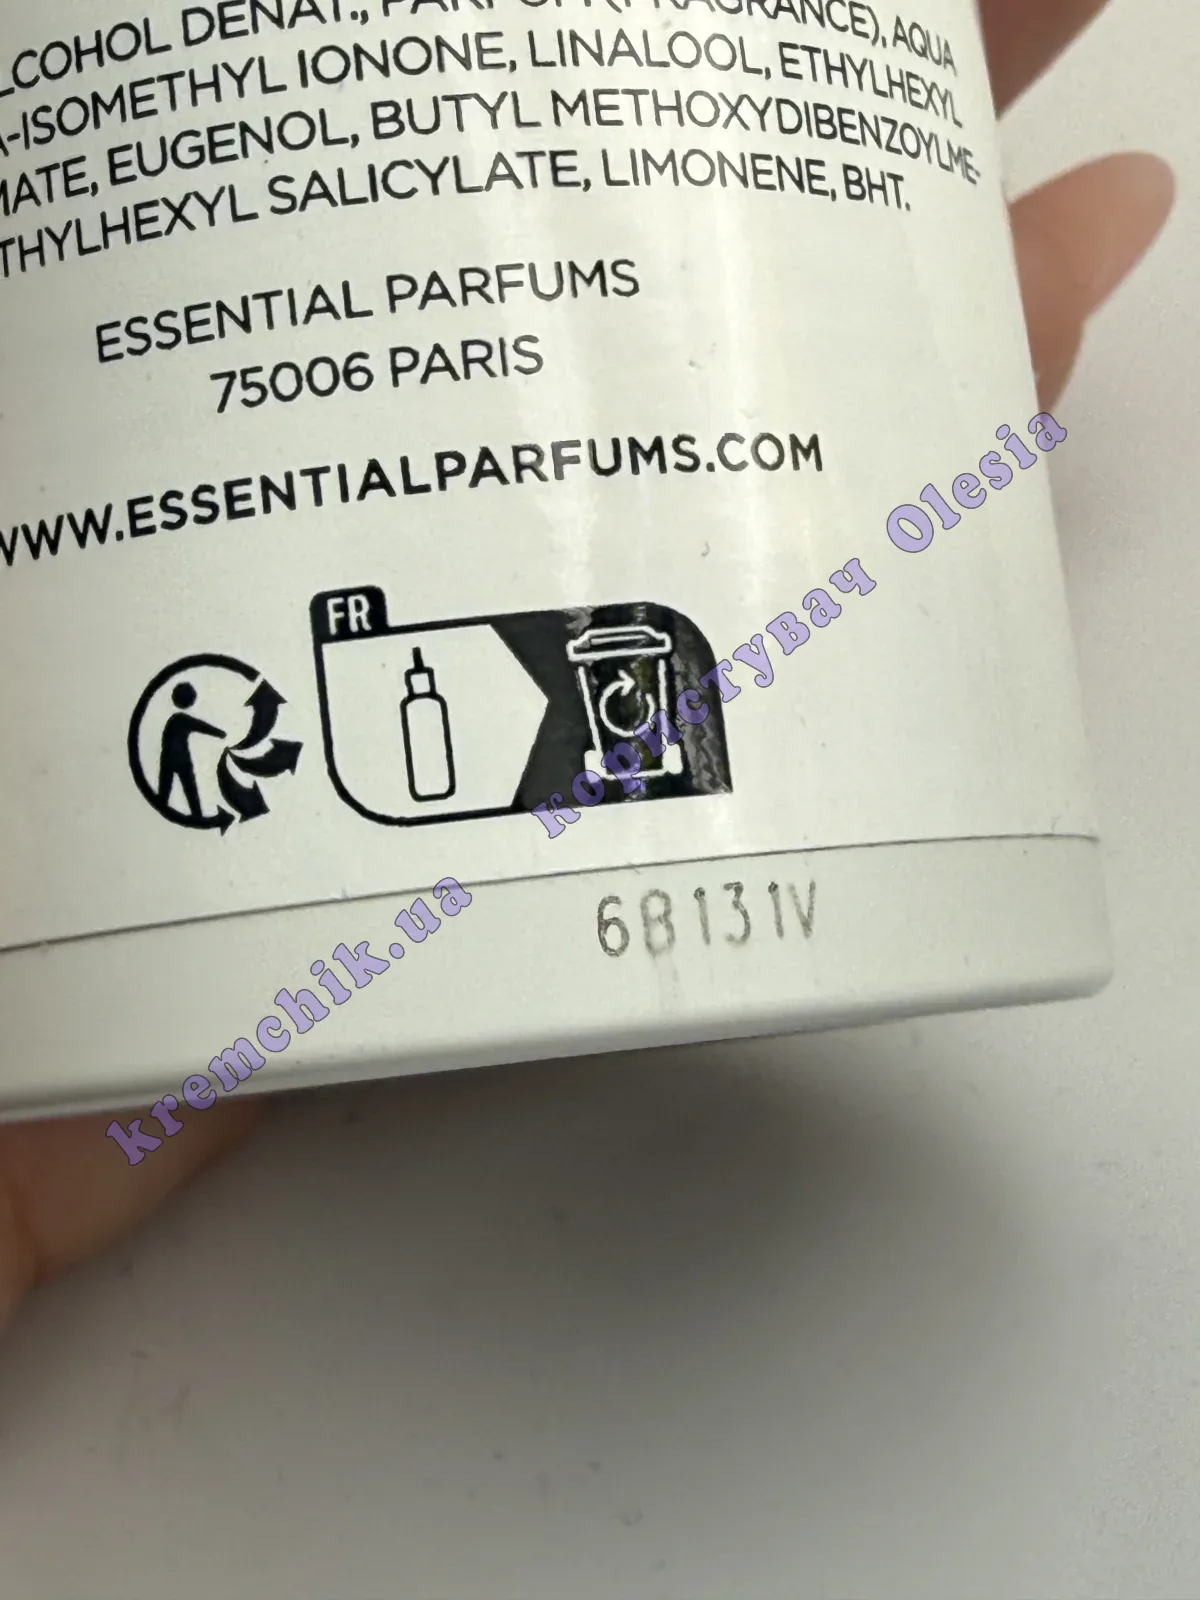 LCOHOL DENAT., PARFUM (FRAGRANCE), AQUA
A-ISOMETHYL IONONE, LINALOOL, ETHYLHEXYL
MATE, EUGENOL, BUTYL METHOXYDIBENZOYLME-
THYLHEXYL SALICYLATE, LIMONENE, BHT.
ESSENTIAL PARFUMS
75006 PARIS
WWW.ESSENTIALPARFUMS.COM
FR
6B131V
kremchik.ua користувач Olesia